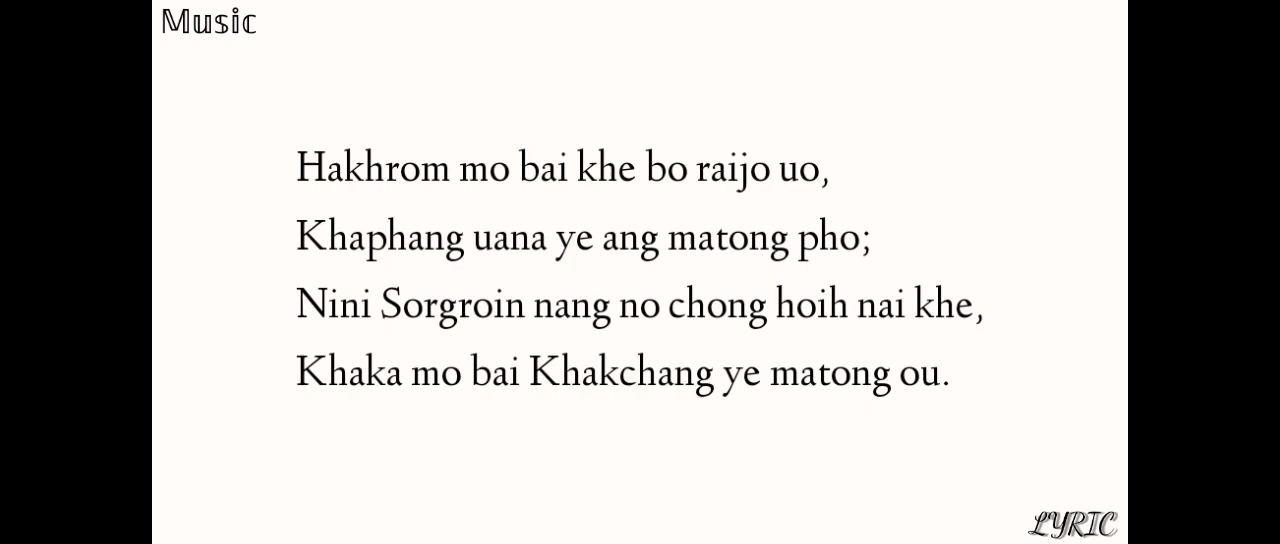 Music
Hakhrom mo bai khe bo raijo uo,
Khaphang uana ye ang matong pho;
Nini Sorgroin nang no chong hoih nai khe,
Khaka mo bai Khakchang ye matong ou.
LYRIC